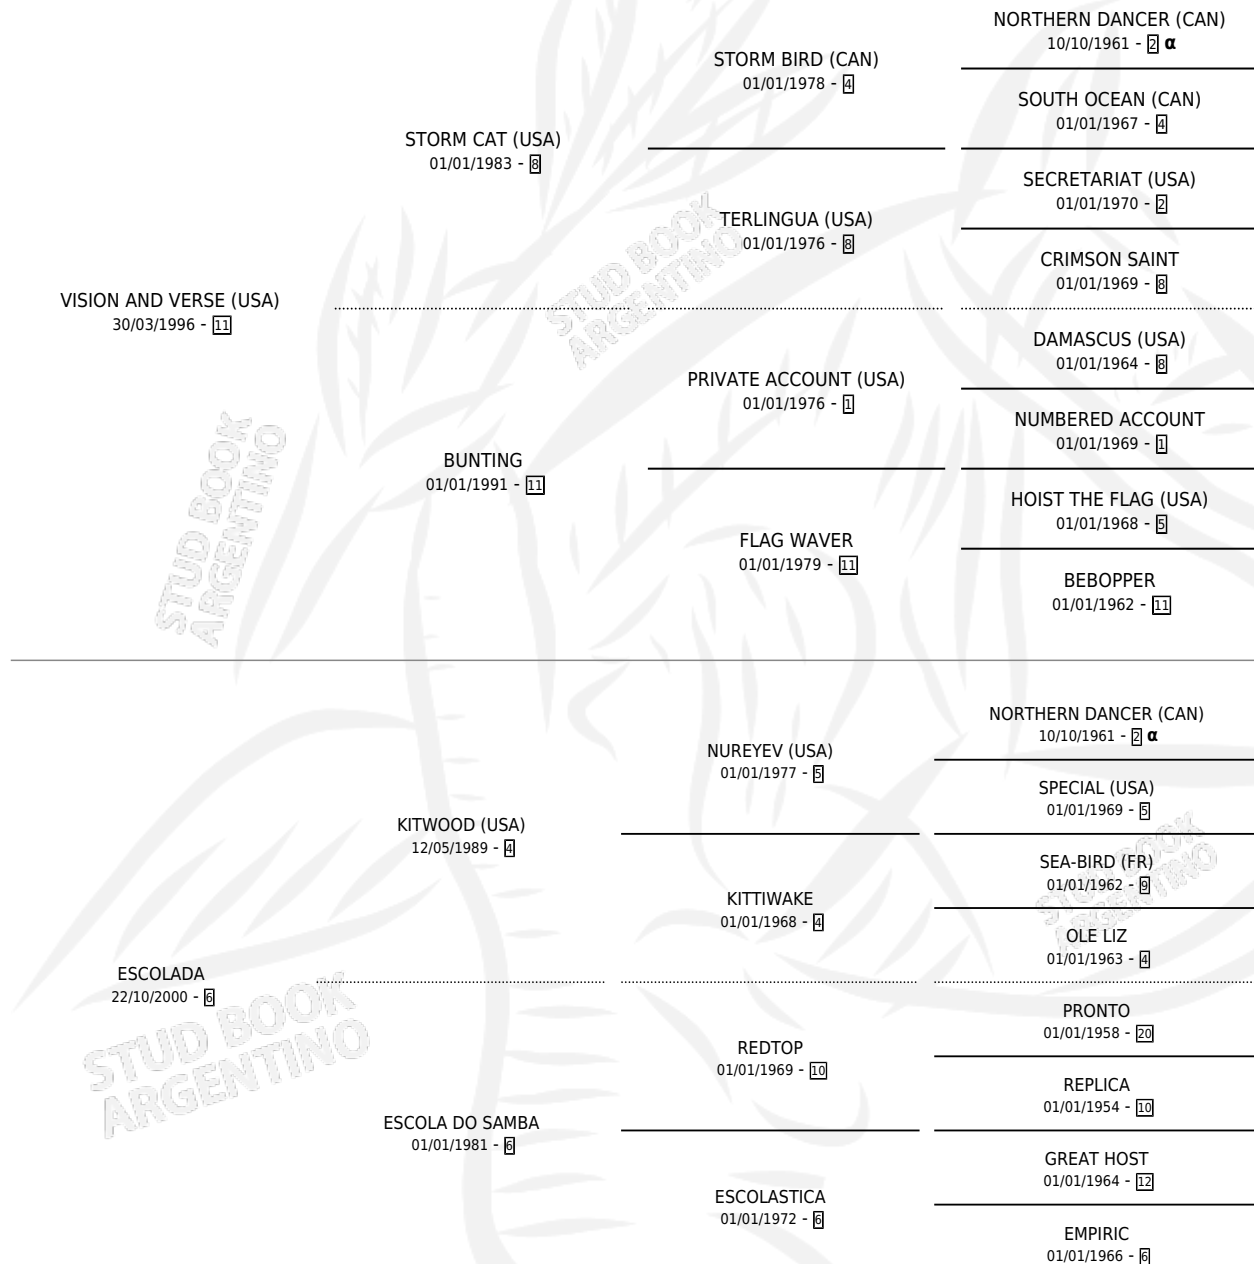 NORTHERN DANCER (CAN)
10/10/1961 - 2 α
STORM BIRD (CAN)
01/01/1978 - 4
SOUTH OCEAN (CAN)
01/01/1967 - 4
STORM CAT (USA)
01/01/1983 - 8
SECRETARIAT (USA)
01/01/1970 - 2
TERLINGUA (USA)
01/01/1976 - 8
CRIMSON SAINT
01/01/1969 - 8
VISION AND VERSE (USA)
30/03/1996 - 11
DAMASCUS (USA)
01/01/1964 - 8
PRIVATE ACCOUNT (USA)
01/01/1976 - 1
NUMBERED ACCOUNT
01/01/1969 - 1
BUNTING
01/01/1991 - 11
HOIST THE FLAG (USA)
01/01/1968 - 5
FLAG WAVER
01/01/1979 - 11
BEBOPPER
01/01/1962 - 11
NORTHERN DANCER (CAN)
10/10/1961 - 2 α
NUREYEV (USA)
01/01/1977 - 5
SPECIAL (USA)
01/01/1969 - 5
KITWOOD (USA)
12/05/1989 - 4
SEA-BIRD (FR)
01/01/1962 - 9
KITTIWAKE
01/01/1968 - 4
OLE LIZ
01/01/1963 - 4
ESCOLADA
22/10/2000 - 6
PRONTO
01/01/1958 - 20
REDTOP
01/01/1969 - 10
REPLICA
01/01/1954 - 10
ESCOLA DO SAMBA
01/01/1981 - 6
GREAT HOST
01/01/1964 - 12
ESCOLASTICA
01/01/1972 - 6
EMPIRIC
01/01/1966 - 6
STUD BOOK
ARGENTINO
STUD BOOK
ARGENTINO
STUD BOOK
ARGENTINO
STUD BOOK
ARGENTINO